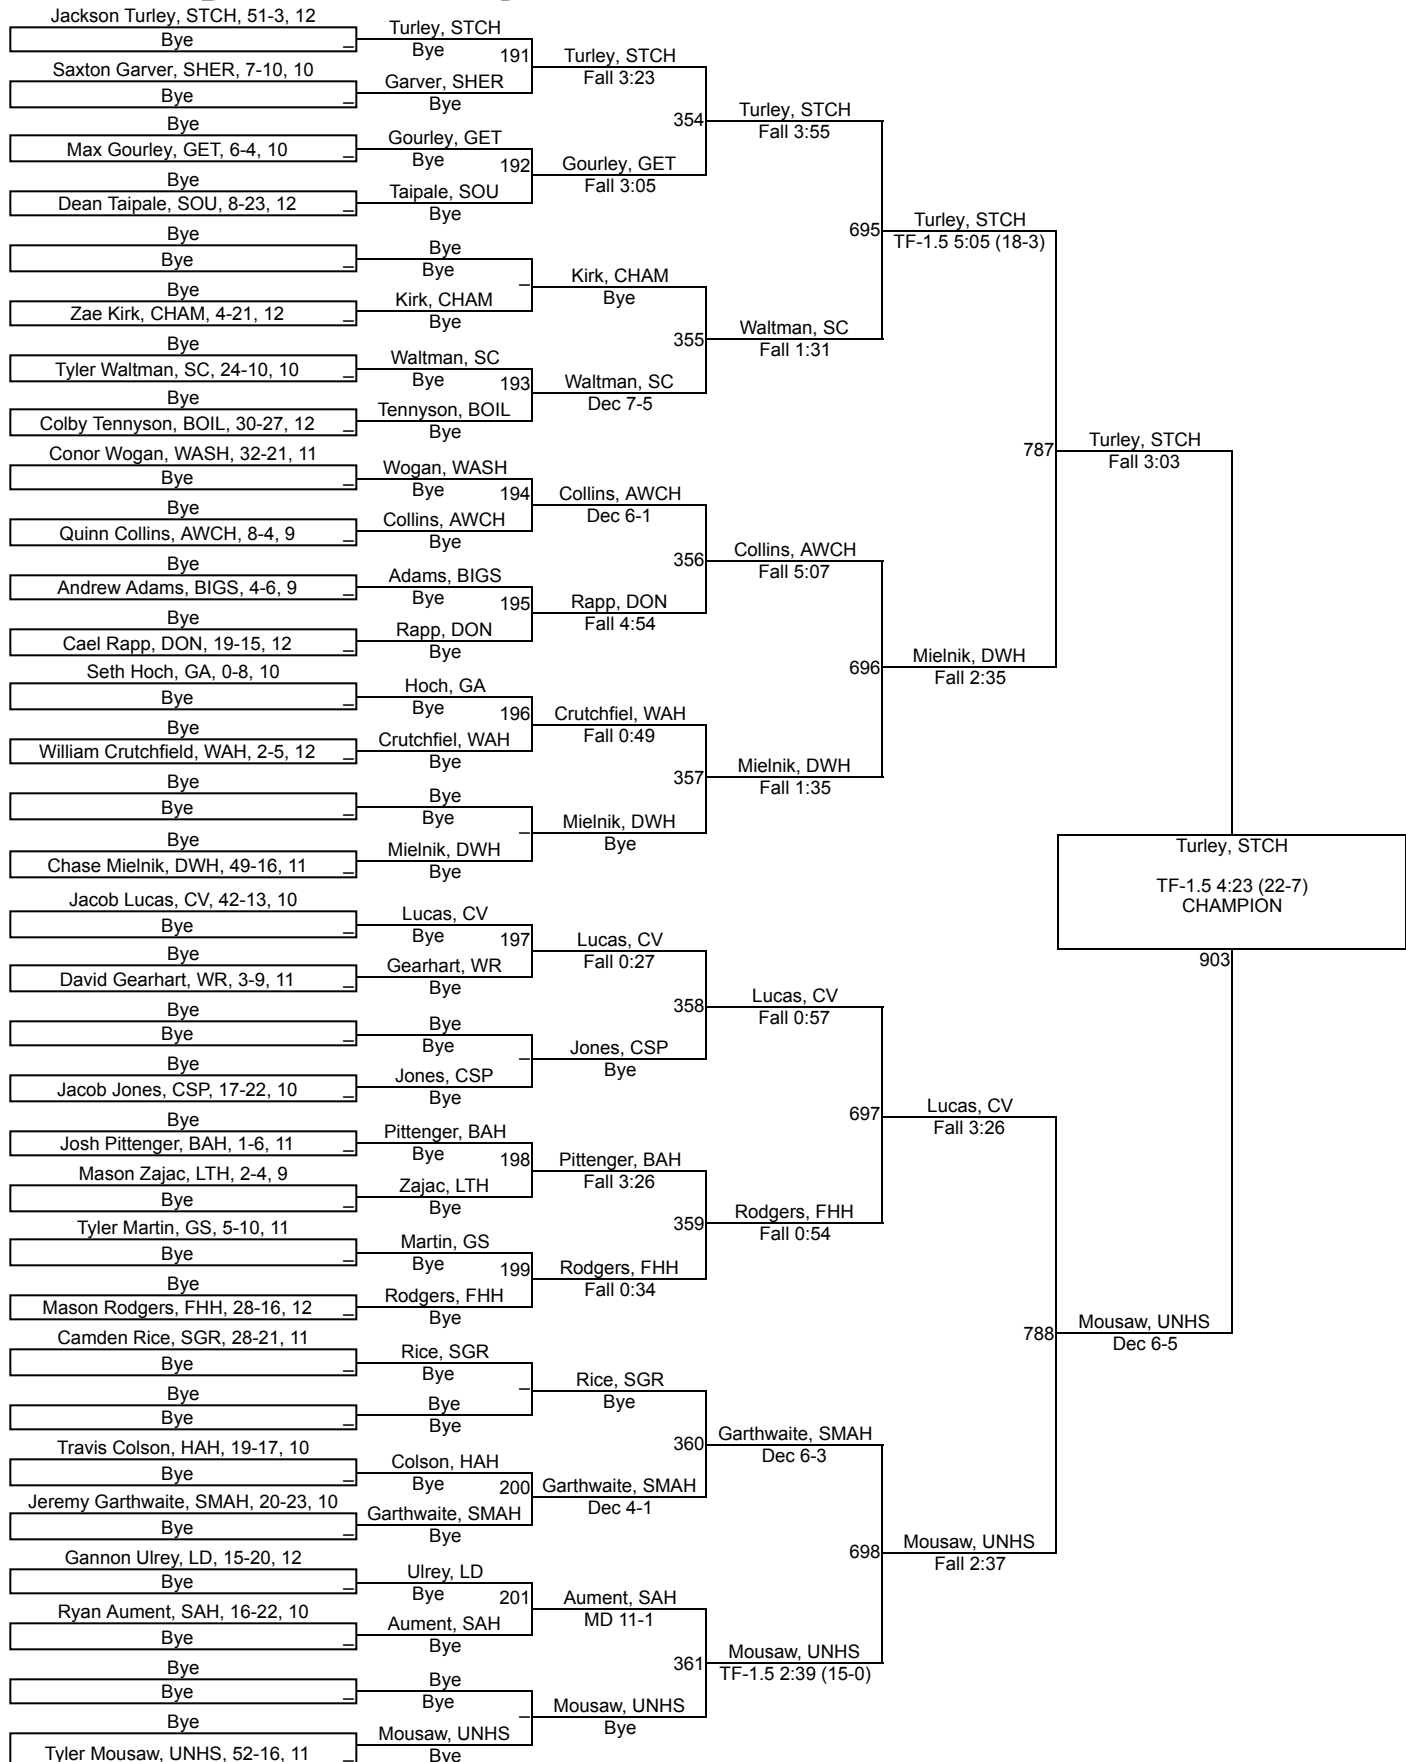 Jackson Turley, STCH, 51-3, 12
Bye
_
Saxton Garver, SHER, 7-10, 10
Bye
_
Bye
Max Gourley, GET, 6-4, 10
_
Bye
Dean Taipale, SOU, 8-23, 12
_
Bye
Bye
_
Bye
Zae Kirk, CHAM, 4-21, 12
_
Bye
Tyler Waltman, SC, 24-10, 10
_
Bye
Colby Tennyson, BOIL, 30-27, 12
_
Conor Wogan, WASH, 32-21, 11
Bye
_
Bye
Quinn Collins, AWCH, 8-4, 9
_
Bye
Andrew Adams, BIGS, 4-6, 9
_
Bye
Cael Rapp, DON, 19-15, 12
_
Seth Hoch, GA, 0-8, 10
Bye
_
Bye
William Crutchfield, WAH, 2-5, 12
_
Bye
Bye
_
Bye
Chase Mielnik, DWH, 49-16, 11
_
Jacob Lucas, CV, 42-13, 10
Bye
_
Bye
David Gearhart, WR, 3-9, 11
_
Bye
Bye
_
Bye
Jacob Jones, CSP, 17-22, 10
_
Bye
Josh Pittenger, BAH, 1-6, 11
_
Mason Zajac, LTH, 2-4, 9
Bye
_
Tyler Martin, GS, 5-10, 11
Bye
_
Bye
Mason Rodgers, FHH, 28-16, 12
_
Camden Rice, SGR, 28-21, 11
Bye
_
Bye
Bye
_
Travis Colson, HAH, 19-17, 10
Bye
_
Jeremy Garthwaite, SMAH, 20-23, 10
Bye
_
Gannon Ulrey, LD, 15-20, 12
Bye
_
Ryan Aument, SAH, 16-22, 10
Bye
_
Bye
Bye
_
Bye
Tyler Mousaw, UNHS, 52-16, 11
_
Turley, STCH
Bye
191
Garver, SHER
Bye
Gourley, GET
Bye
192
Taipale, SOU
Bye
Bye
Bye
_
Kirk, CHAM
Bye
Waltman, SC
Bye
193
Tennyson, BOIL
Bye
Wogan, WASH
Bye
194
Collins, AWCH
Bye
Adams, BIGS
Bye
195
Rapp, DON
Bye
Hoch, GA
Bye
196
Crutchfiel, WAH
Bye
Bye
Bye
_
Mielnik, DWH
Bye
Lucas, CV
Bye
197
Gearhart, WR
Bye
Bye
Bye
_
Jones, CSP
Bye
Pittenger, BAH
Bye
198
Zajac, LTH
Bye
Martin, GS
Bye
199
Rodgers, FHH
Bye
Rice, SGR
Bye
_
Bye
Bye
Colson, HAH
Bye
200
Garthwaite, SMAH
Bye
Ulrey, LD
Bye
201
Aument, SAH
Bye
Bye
Bye
_
Mousaw, UNHS
Bye
Turley, STCH
Fall 3:23
354
Gourley, GET
Fall 3:05
Kirk, CHAM
Bye
355
Waltman, SC
Dec 7-5
Collins, AWCH
Dec 6-1
356
Rapp, DON
Fall 4:54
Crutchfiel, WAH
Fall 0:49
357
Mielnik, DWH
Bye
Lucas, CV
Fall 0:27
358
Jones, CSP
Bye
Pittenger, BAH
Fall 3:26
359
Rodgers, FHH
Fall 0:34
Rice, SGR
Bye
360
Garthwaite, SMAH
Dec 4-1
Aument, SAH
MD 11-1
361
Mousaw, UNHS
Bye
Turley, STCH
Fall 3:55
695
Waltman, SC
Fall 1:31
Collins, AWCH
Fall 5:07
696
Mielnik, DWH
Fall 1:35
Lucas, CV
Fall 0:57
697
Rodgers, FHH
Fall 0:54
Garthwaite, SMAH
Dec 6-3
698
Mousaw, UNHS
TF-1.5 2:39 (15-0)
Turley, STCH
TF-1.5 5:05 (18-3)
787
Mielnik, DWH
Fall 2:35
Lucas, CV
Fall 3:26
788
Mousaw, UNHS
Fall 2:37
Turley, STCH
Fall 3:03
903
Mousaw, UNHS
Dec 6-5
Turley, STCH
TF-1.5 4:23 (22-7)
CHAMPION